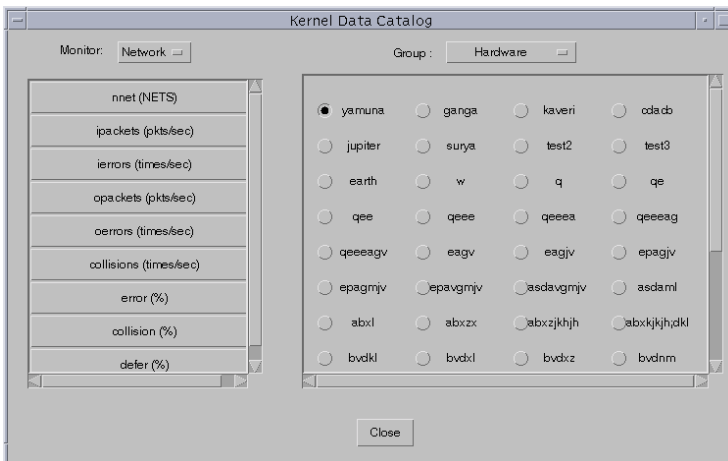 Kernel Data Catalog
Monitor: Network
Group : Hardware
nnet (NETS)
ipackets (pkts/sec)
ierrors (times/sec)
opackets (pkts/sec)
oerrors (times/sec)
collisions (times/sec)
error (%)
collision (%)
defer (%)
yamuna ganga kaveri cdacb
jupiter surya test2 test3
earth w q qe
qee qeee qeeea qeeeag
qeeeagv eagv eagjv epagjv
epagmjv epavgmjv asdavgmjv asdaml
abxl abxzx abxzjkhjh abxkjkjh;dkl
bvdkl bvdxl bvdxz bvdnm
Close